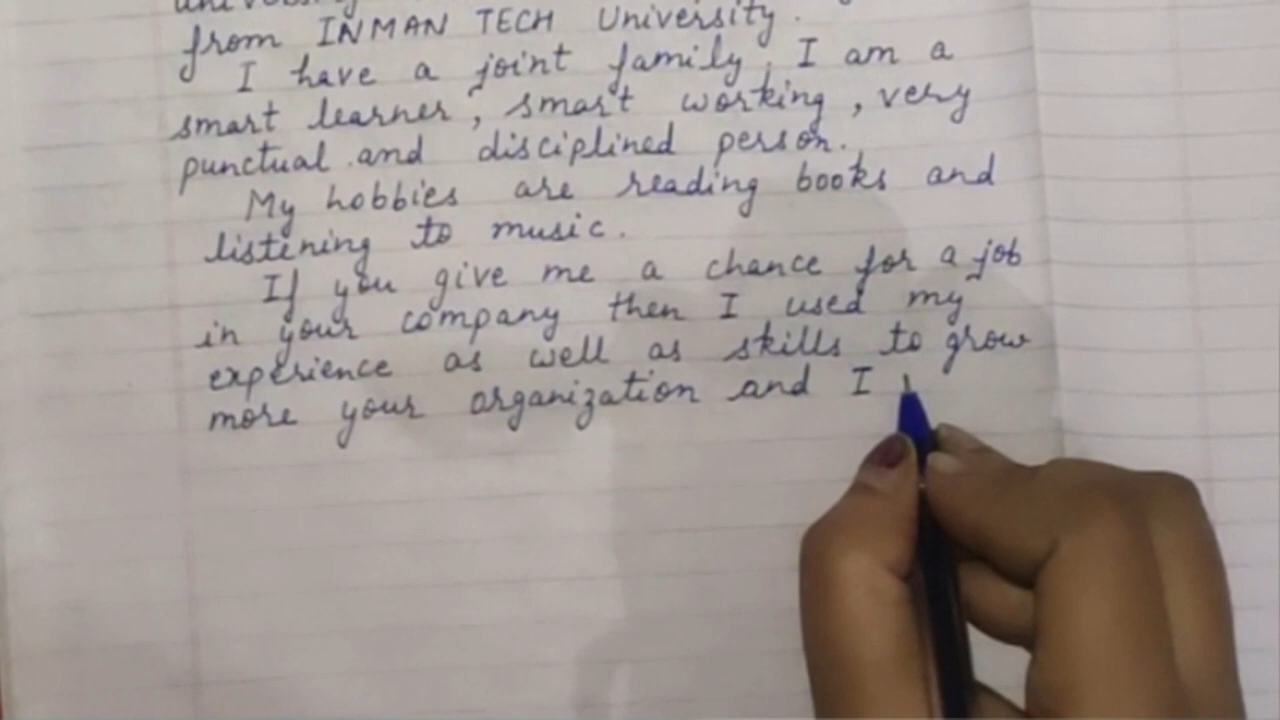 from INMAN TECH University.
I have a joint family. I am a
smart learner, smart working, very
punctual and disciplined person.
My hobbies are reading books and
listening to music.
If you give me a chance for a job
in your company then I used my
experience as well as skills to grow
more your organization and I